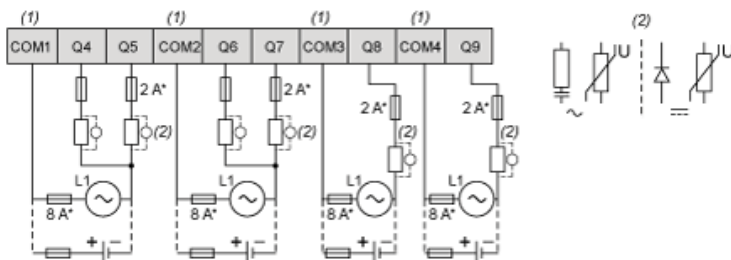 (1) (1) (1) (1) (2)
COM1 Q4 Q5 COM2 Q6 Q7 COM3 Q8 COM4 Q9
U U
2 A* 2 A* 2 A* 2 A*
(2) (2) (2) (2)
~
L1 L1 L1 L1
~ ~ ~ ~
8 A* 8 A* 8 A* 8 A*
+ − + − + − + −